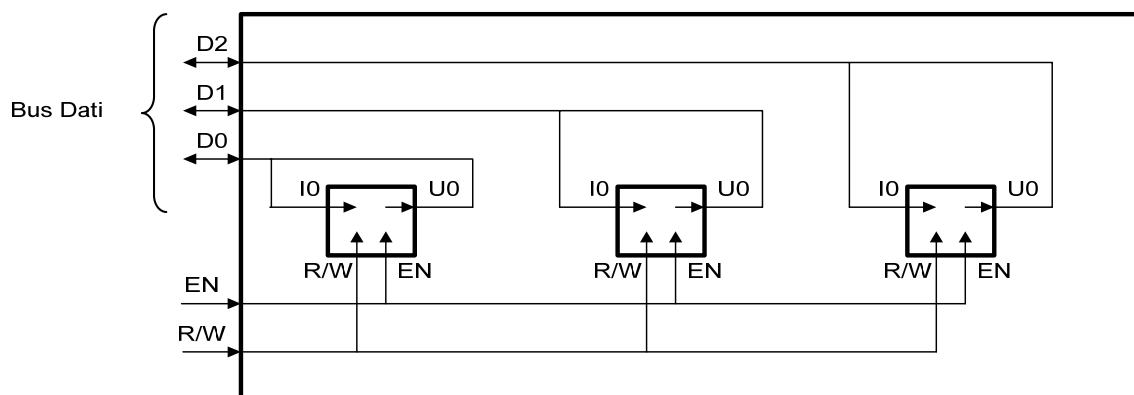 D2
D1
Bus Dati
D0
I0 U0 I0 U0 I0 U0
R/W EN R/W EN R/W EN
EN
R/W